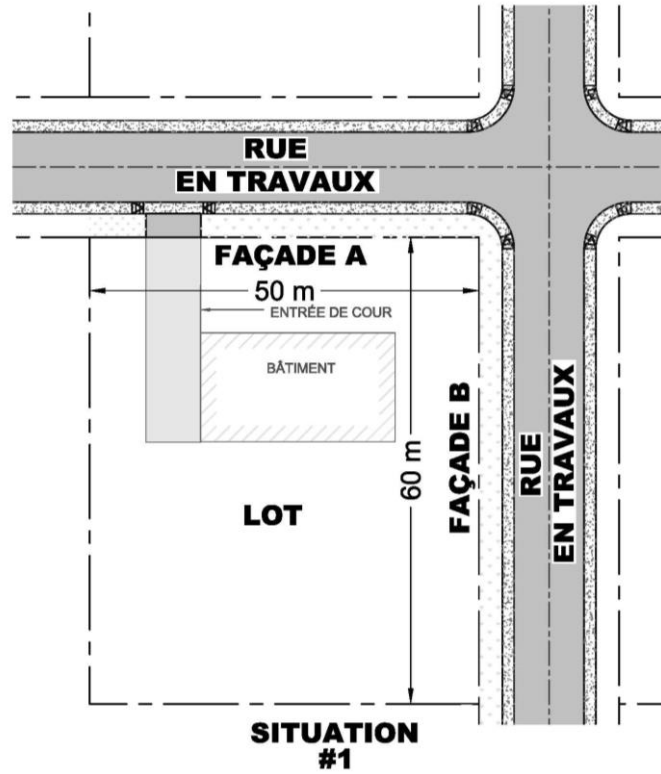 RUE
EN TRAVAUX
FAÇADE A
50 m
ENTRÉE DE COUR
BÂTIMENT
FAÇADE B
60 m
RUE
EN TRAVAUX
LOT
SITUATION
#1